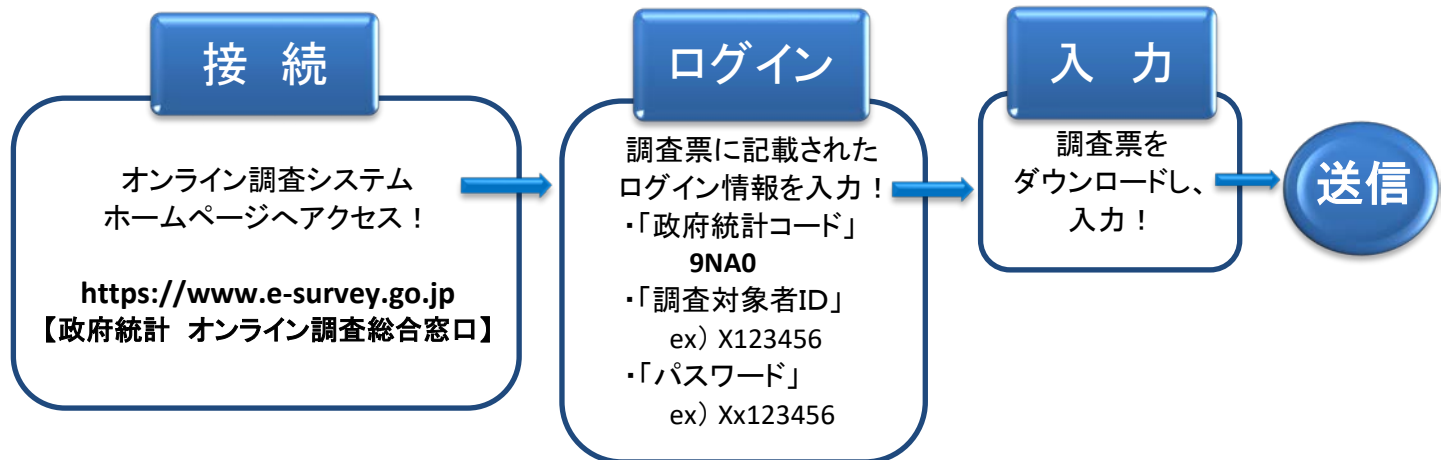 接 続
オンライン調査システム
ホームページへアクセス！
https://www.e-survey.go.jp
【政府統計 オンライン調査総合窓口】
ログイン
調査票に記載された
ログイン情報を入力！
・「政府統計コード」
9NA0
・「調査対象者ID」
ex）X123456
・「パスワード」
ex）Xx123456
入 力
調査票を
ダウンロードし、
入力！
送信